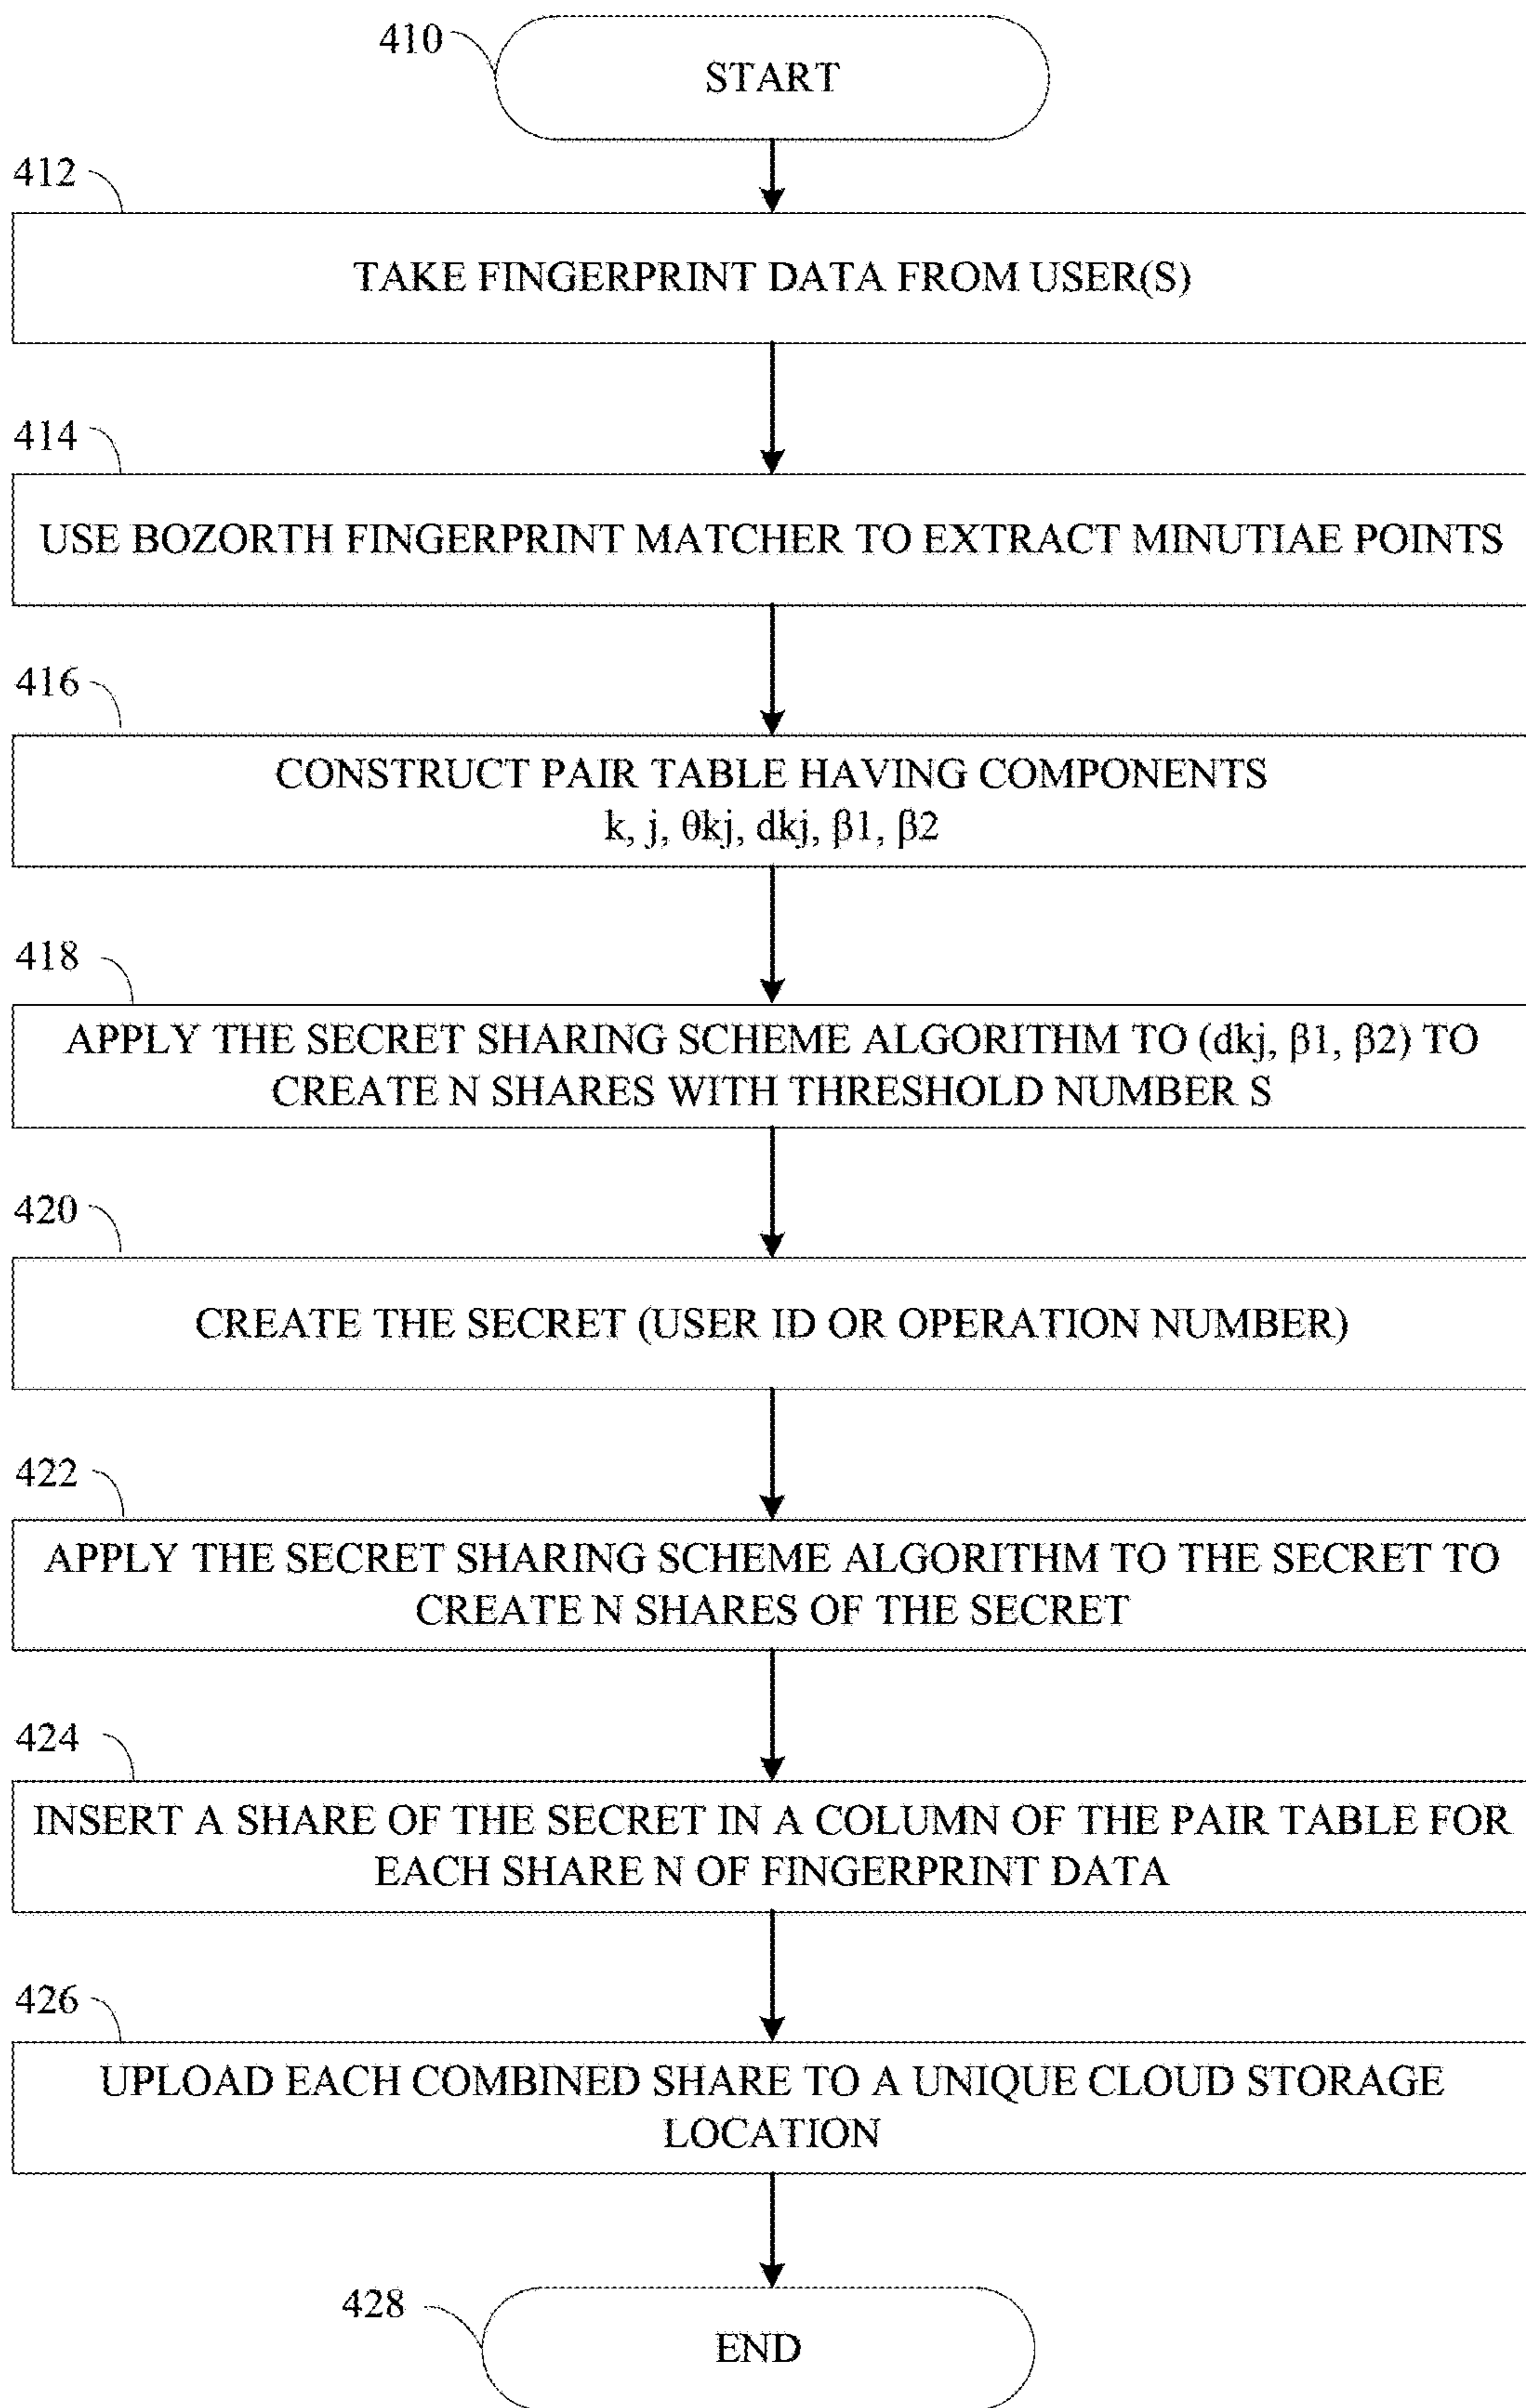 410
START
412
TAKE FINGERPRINT DATA FROM USER(S)
414
USE BOZORTH FINGERPRINT MATCHER TO EXTRACT MINUTIAE POINTS
416
CONSTRUCT PAIR TABLE HAVING COMPONENTS
k, j, θkj, dkj, β1, β2
418
APPLY THE SECRET SHARING SCHEME ALGORITHM TO (dkj, β1, β2) TO
CREATE N SHARES WITH THRESHOLD NUMBER S
420
CREATE THE SECRET (USER ID OR OPERATION NUMBER)
422
APPLY THE SECRET SHARING SCHEME ALGORITHM TO THE SECRET TO
CREATE N SHARES OF THE SECRET
424
INSERT A SHARE OF THE SECRET IN A COLUMN OF THE PAIR TABLE FOR
EACH SHARE N OF FINGERPRINT DATA
426
UPLOAD EACH COMBINED SHARE TO A UNIQUE CLOUD STORAGE
LOCATION
428
END